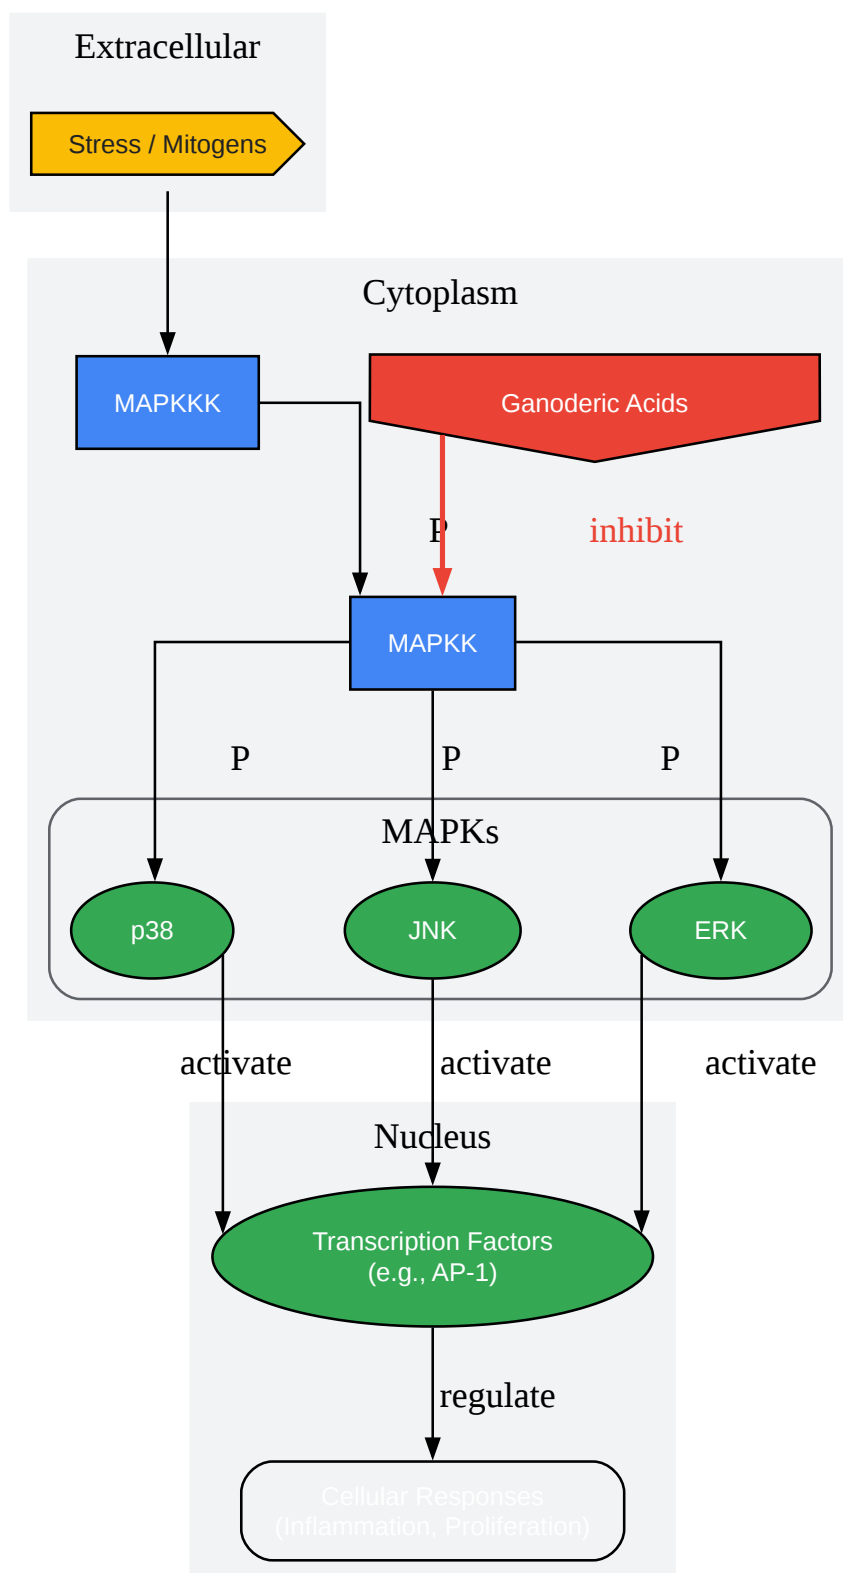 Extracellular
Stress / Mitogens
Cytoplasm
MAPKKK
Ganoderic Acids
P
inhibit
MAPKK
P
P
P
MAPKs
p38
JNK
ERK
activate
activate
activate
Nucleus
Transcription Factors
(e.g., AP-1)
regulate
Cellular Responses
(Inflammation, Proliferation)